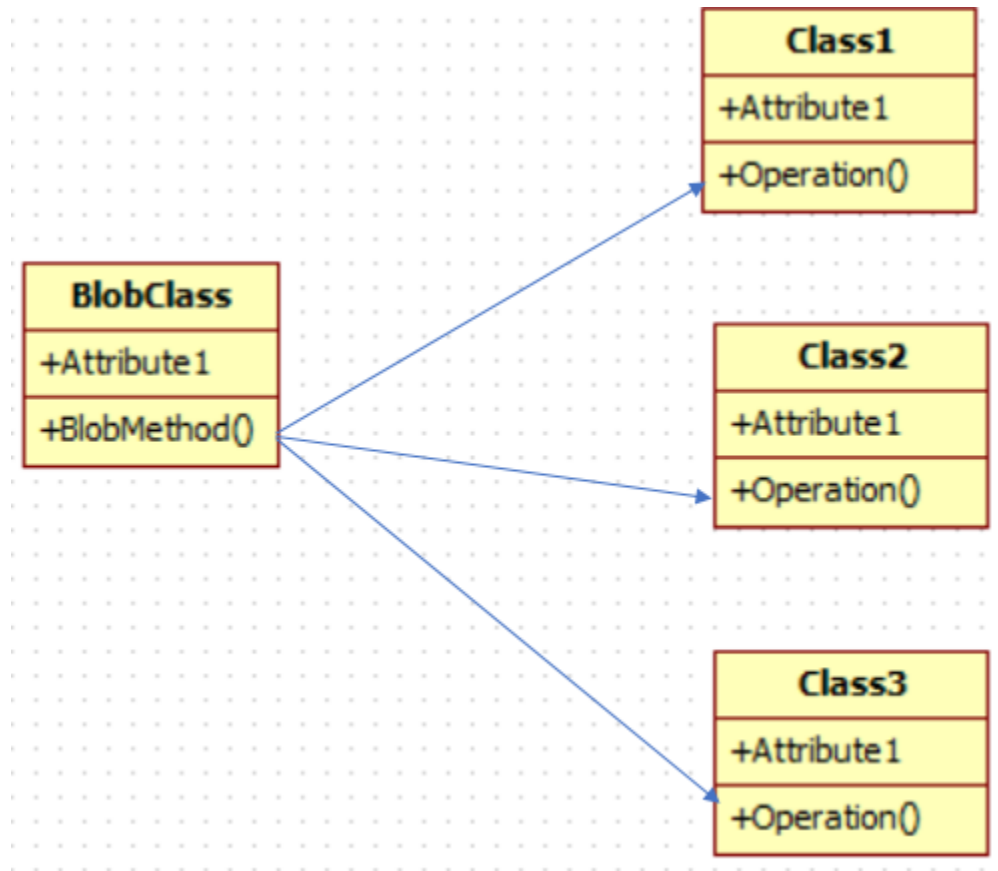 Class1
+Attribute1
+Operation()
BlobClass
+Attribute1
+BlobMethod()
Class2
+Attribute1
+Operation()
Class3
+Attribute1
+Operation()